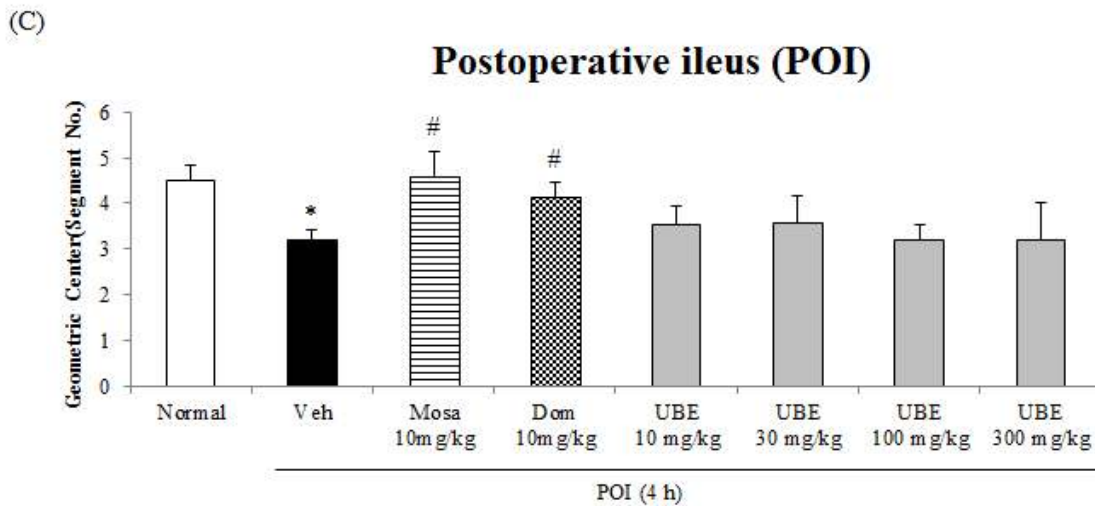 (C)
Postoperative ileus (POI)
Geometric Center(Segment No.)
6
5
4
3
2
1
0
*
#
#
Normal
Veh
Mosa
10mg/kg
Dom
10mg/kg
UBE
10 mg/kg
UBE
30 mg/kg
UBE
100 mg/kg
UBE
300 mg/kg
POI (4 h)